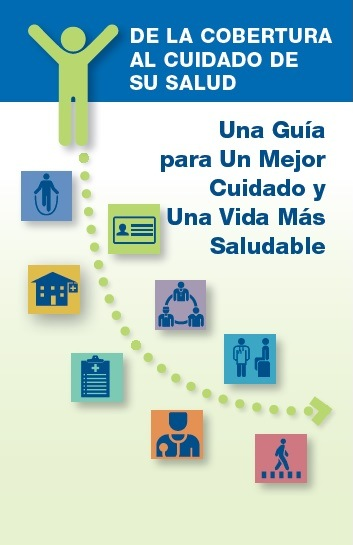 DE LA COBERTURA
AL CUIDADO DE
SU SALUD
Una Guía
para Un Mejor
Cuidado y
Una Vida Más
Saludable